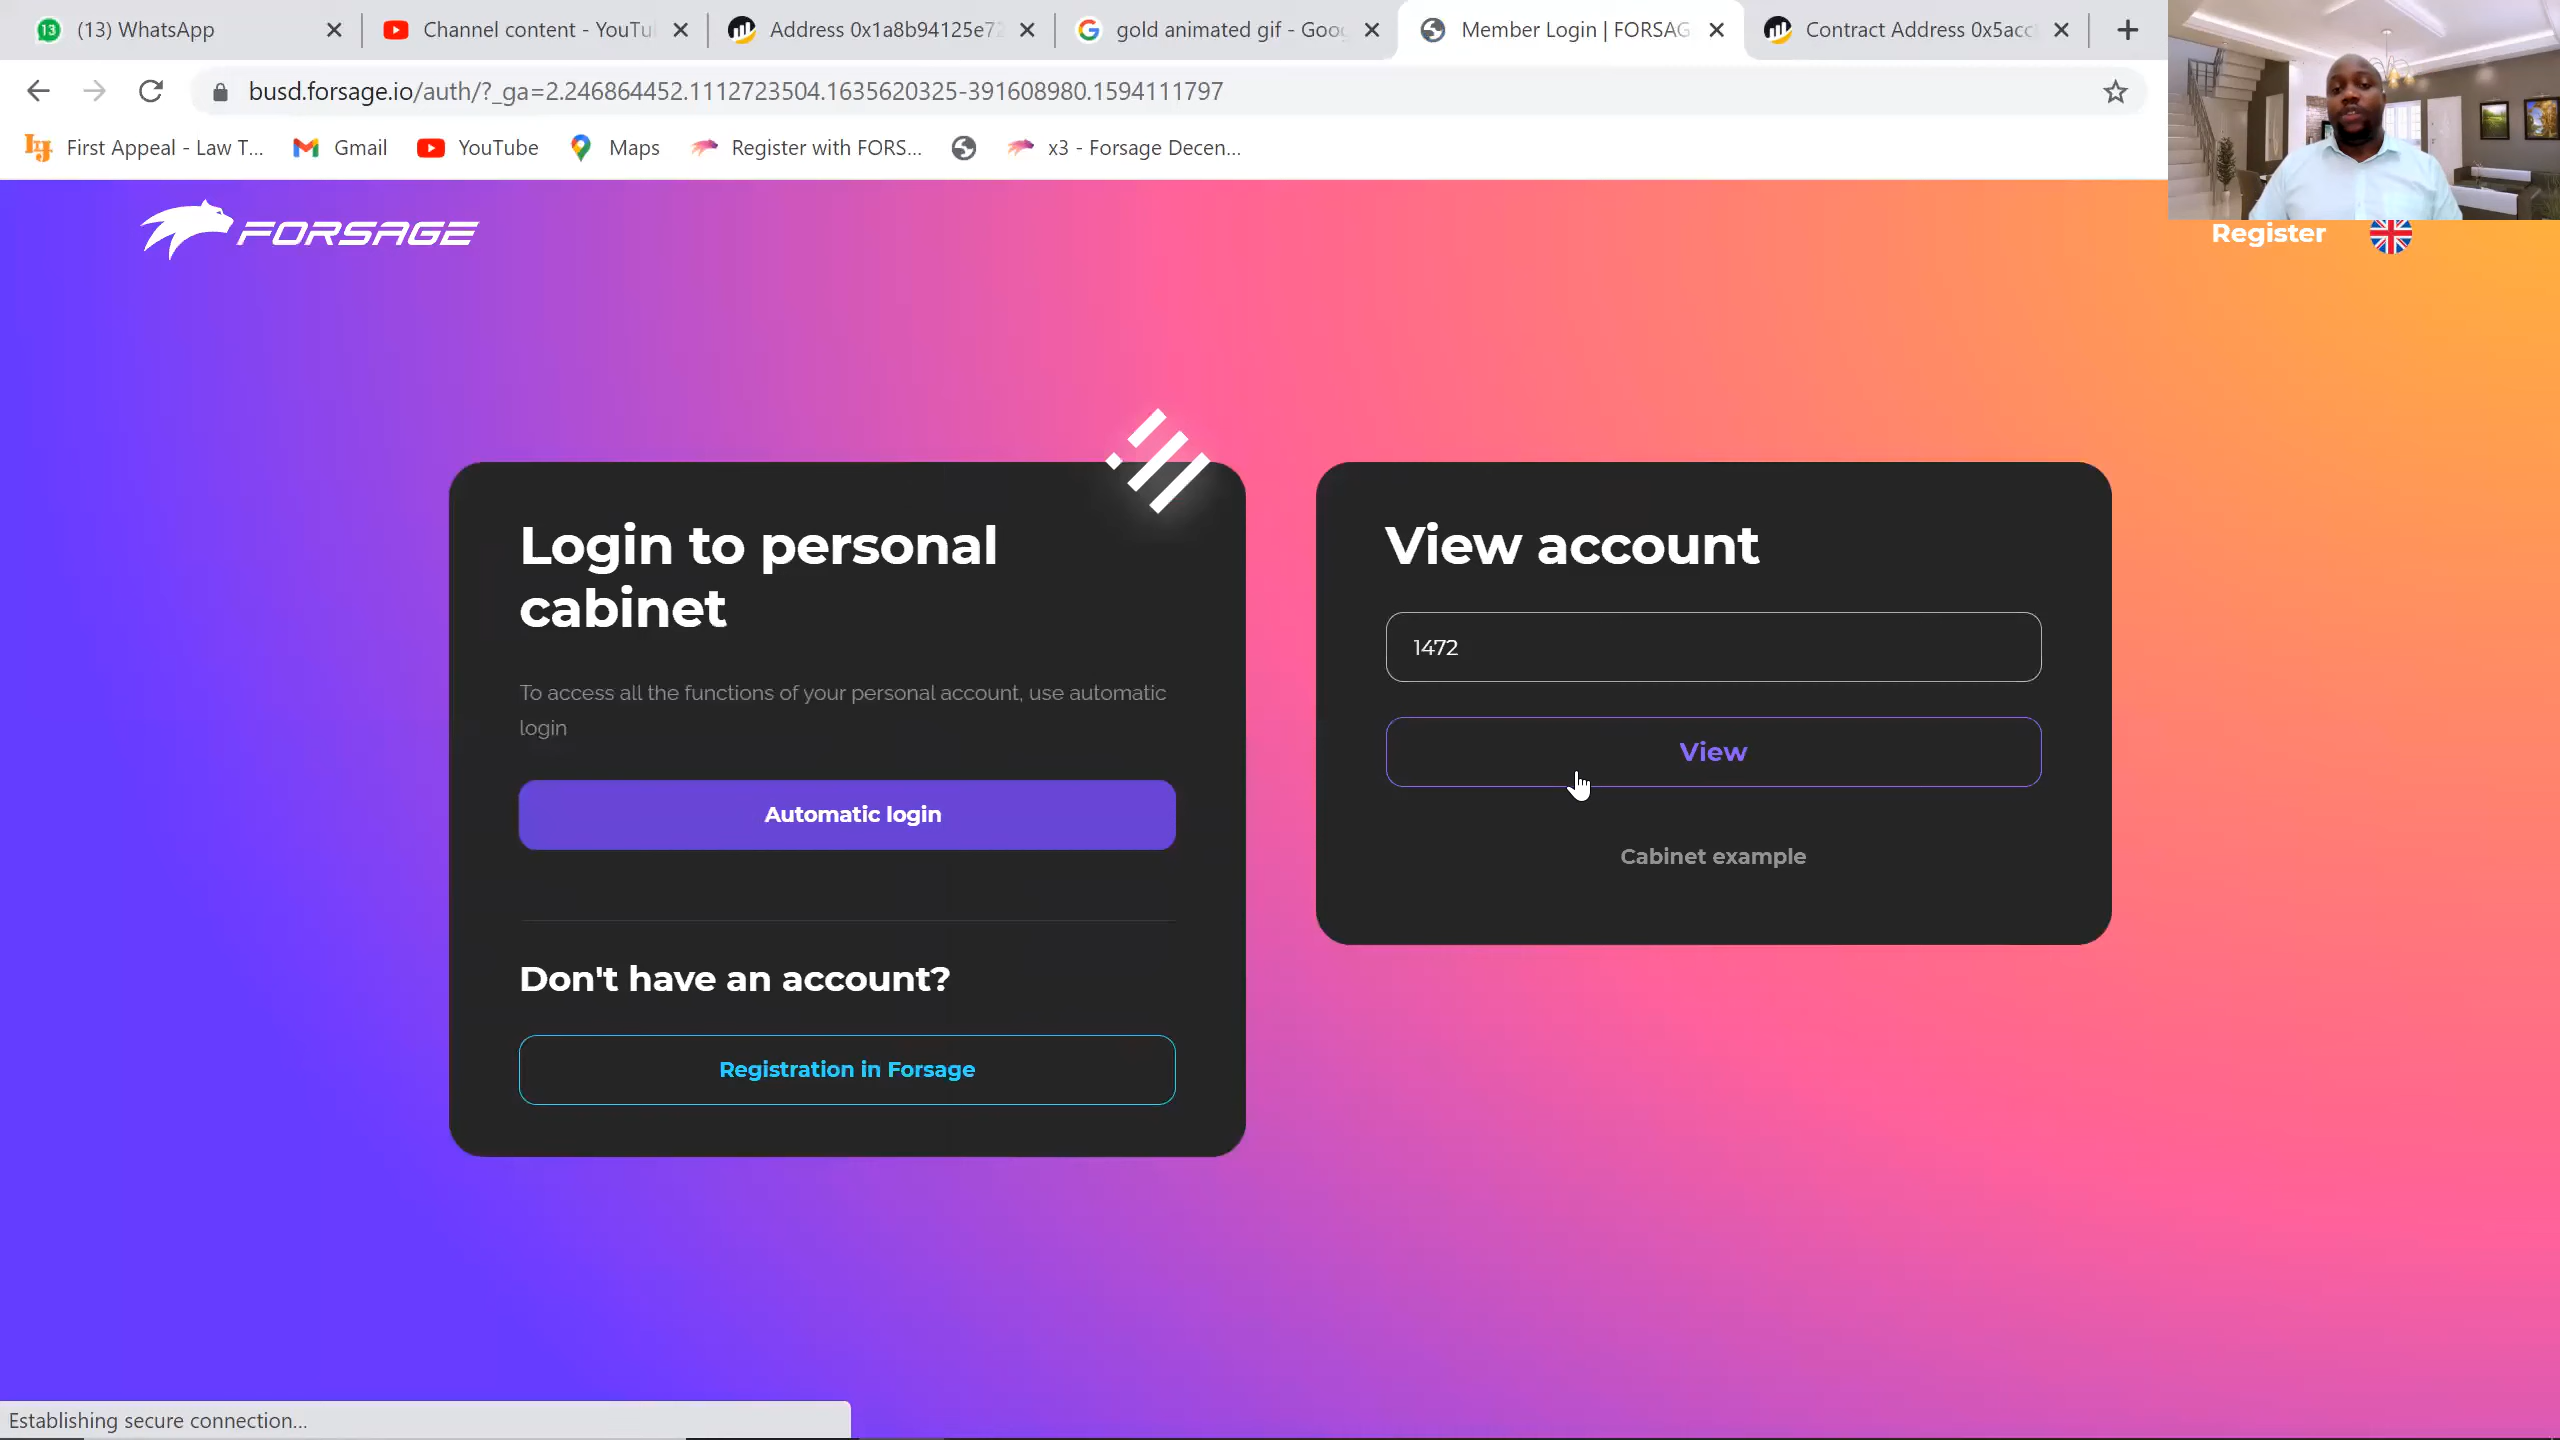 13 (13) WhatsApp
Channel content - YouTu
Address 0x1a8b94125e72
gold animated gif - Goog
Member Login | FORSAG
Contract Address 0x5acc
busd.forsage.io/auth/?_ga=2.246864452.1112723504.1635620325-391608980.1594111797
First Appeal - Law T...
Gmail
YouTube
Maps
Register with FORS...
x3 - Forsage Decen...
FORSAGE
Register
Login to personal
cabinet
To access all the functions of your personal account, use automatic
login
Automatic login
Don't have an account?
Registration in Forsage
View account
1472
View
Cabinet example
Establishing secure connection...